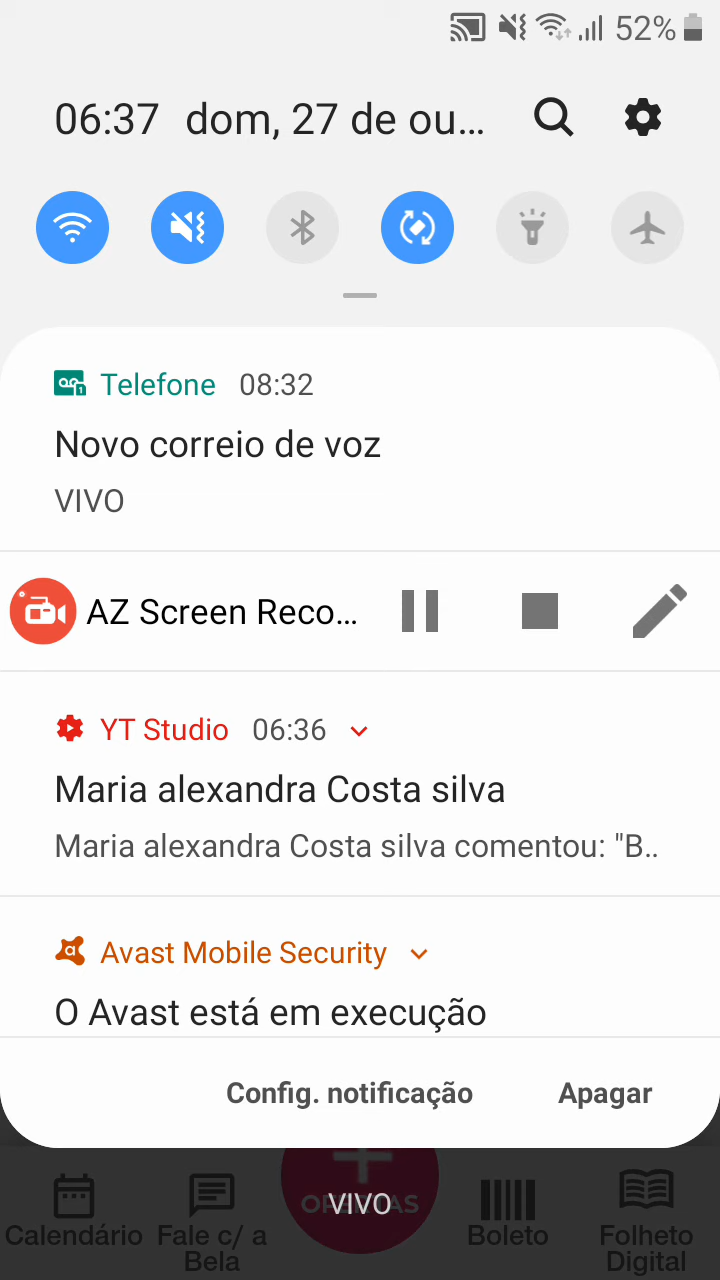 52%
06:37 dom, 27 de ou...
Telefone 08:32
Novo correio de voz
VIVO
AZ Screen Reco...
YT Studio 06:36
Maria alexandra Costa silva
Maria alexandra Costa silva comentou: "B..
Avast Mobile Security
O Avast está em execução
Config. notificação Apagar
OFERTAS
VIVO
Calendário Fale c/ a Bela Boleto Folheto Digital